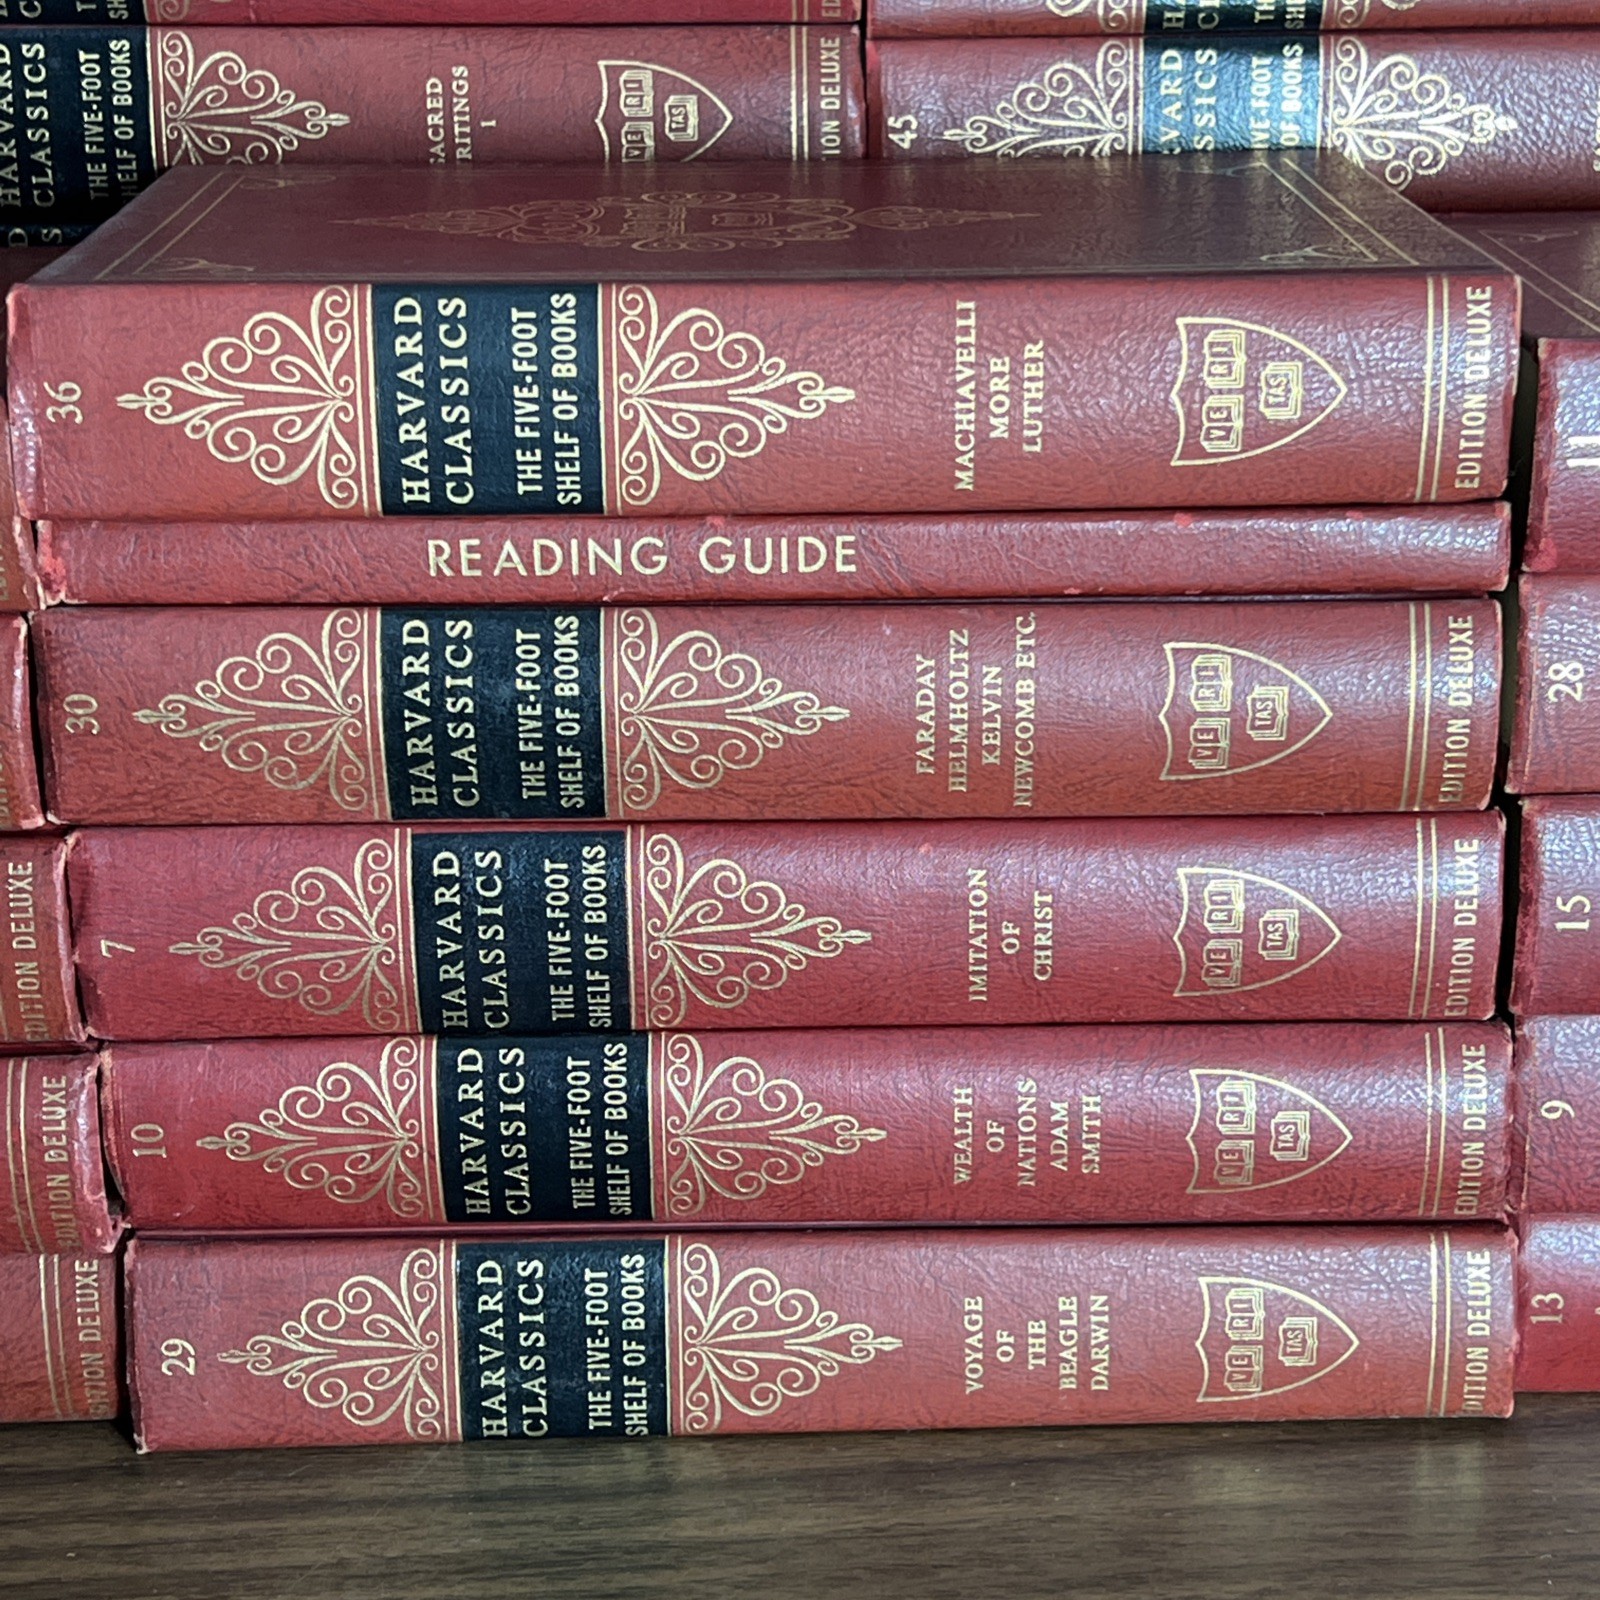 HARVARD
CLASSICS
THE FIVE-FOOT
SHELF OF BOOKS
SACRED
WRITINGS
1
VE RI
TAS
45
HARVARD
CLASSICS
THE FIVE-FOOT
SHELF OF BOOKS
36
HARVARD
CLASSICS
THE FIVE-FOOT
SHELF OF BOOKS
MACHIAVELLI
MORE
LUTHER
VE RI
TAS
EDITION DELUXE
READING GUIDE
30
HARVARD
CLASSICS
THE FIVE-FOOT
SHELF OF BOOKS
FARADAY
HELMHOLTZ
KELVIN
NEWCOMB ETC.
VE RI
TAS
EDITION DELUXE
7
HARVARD
CLASSICS
THE FIVE-FOOT
SHELF OF BOOKS
IMITATION
OF
CHRIST
VE RI
TAS
EDITION DELUXE
10
HARVARD
CLASSICS
THE FIVE-FOOT
SHELF OF BOOKS
WEALTH
OF
NATIONS
ADAM
SMITH
VE RI
TAS
EDITION DELUXE
29
HARVARD
CLASSICS
THE FIVE-FOOT
SHELF OF BOOKS
VOYAGE
OF
THE
BEAGLE
DARWIN
VE RI
TAS
EDITION DELUXE
EDITION DELUXE
EDITION DELUXE
EDITION DELUXE
11
28
15
9
13